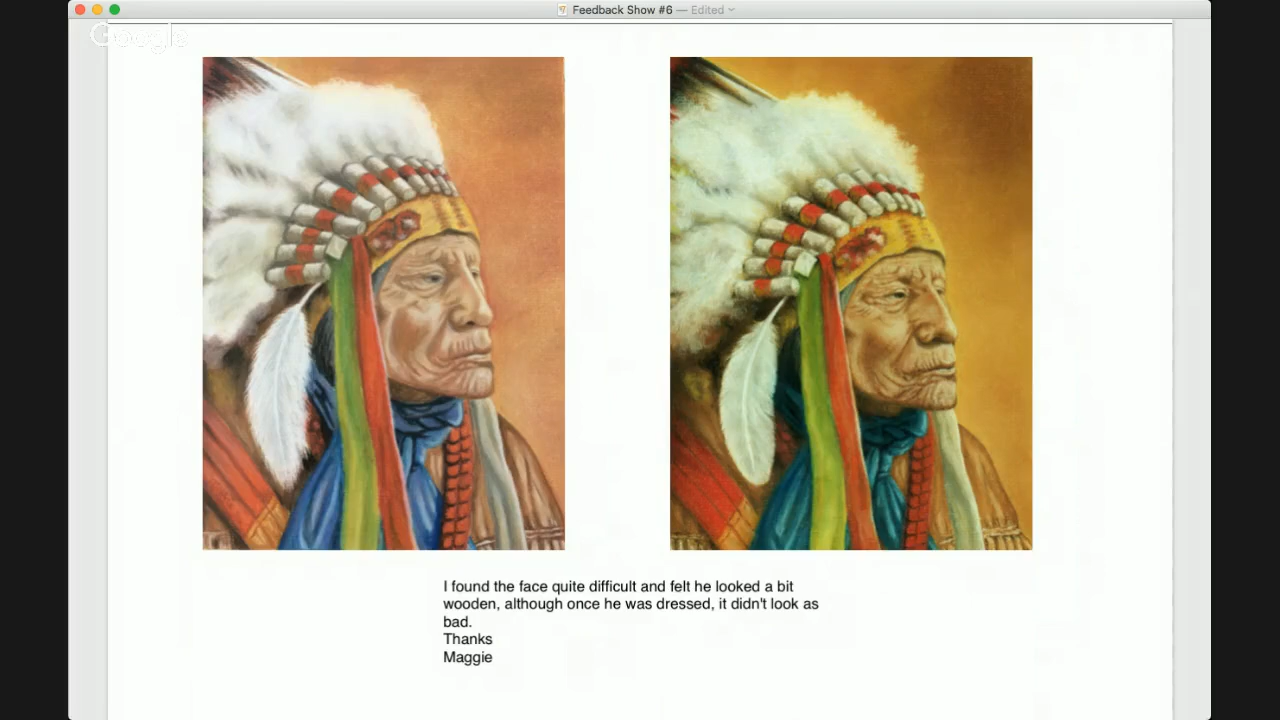 Feedback Show #6 — Edited
Google
I found the face quite difficult and felt he looked a bit
wooden, although once he was dressed, it didn't look as
bad.
Thanks
Maggie